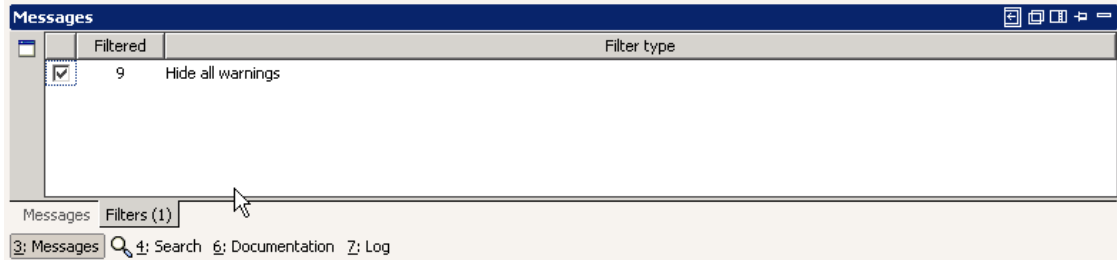 Messages
Filtered Filter type
9 Hide all warnings
Messages Filters (1)
3: Messages 4: Search 6: Documentation 7: Log